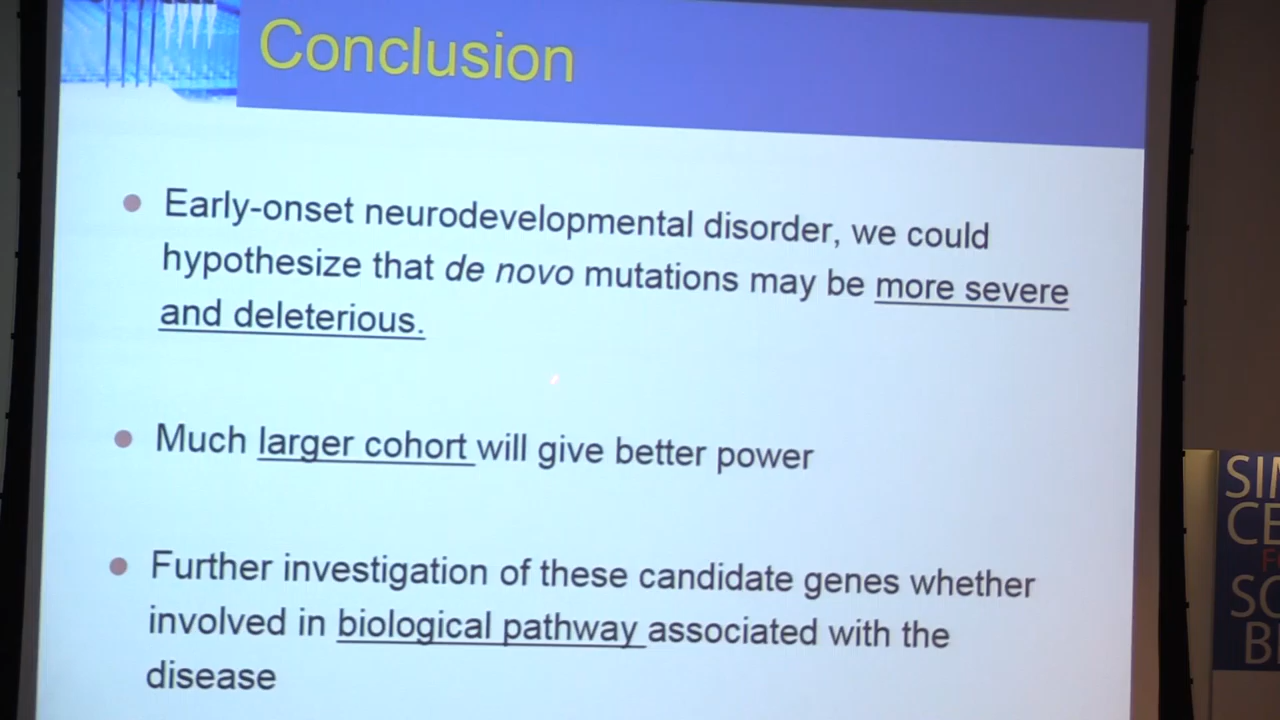 Conclusion
Early-onset neurodevelopmental disorder, we could
hypothesize that de novo mutations may be more severe
and deleterious.
Much larger cohort will give better power
Further investigation of these candidate genes whether
involved in biological pathway associated with the
disease